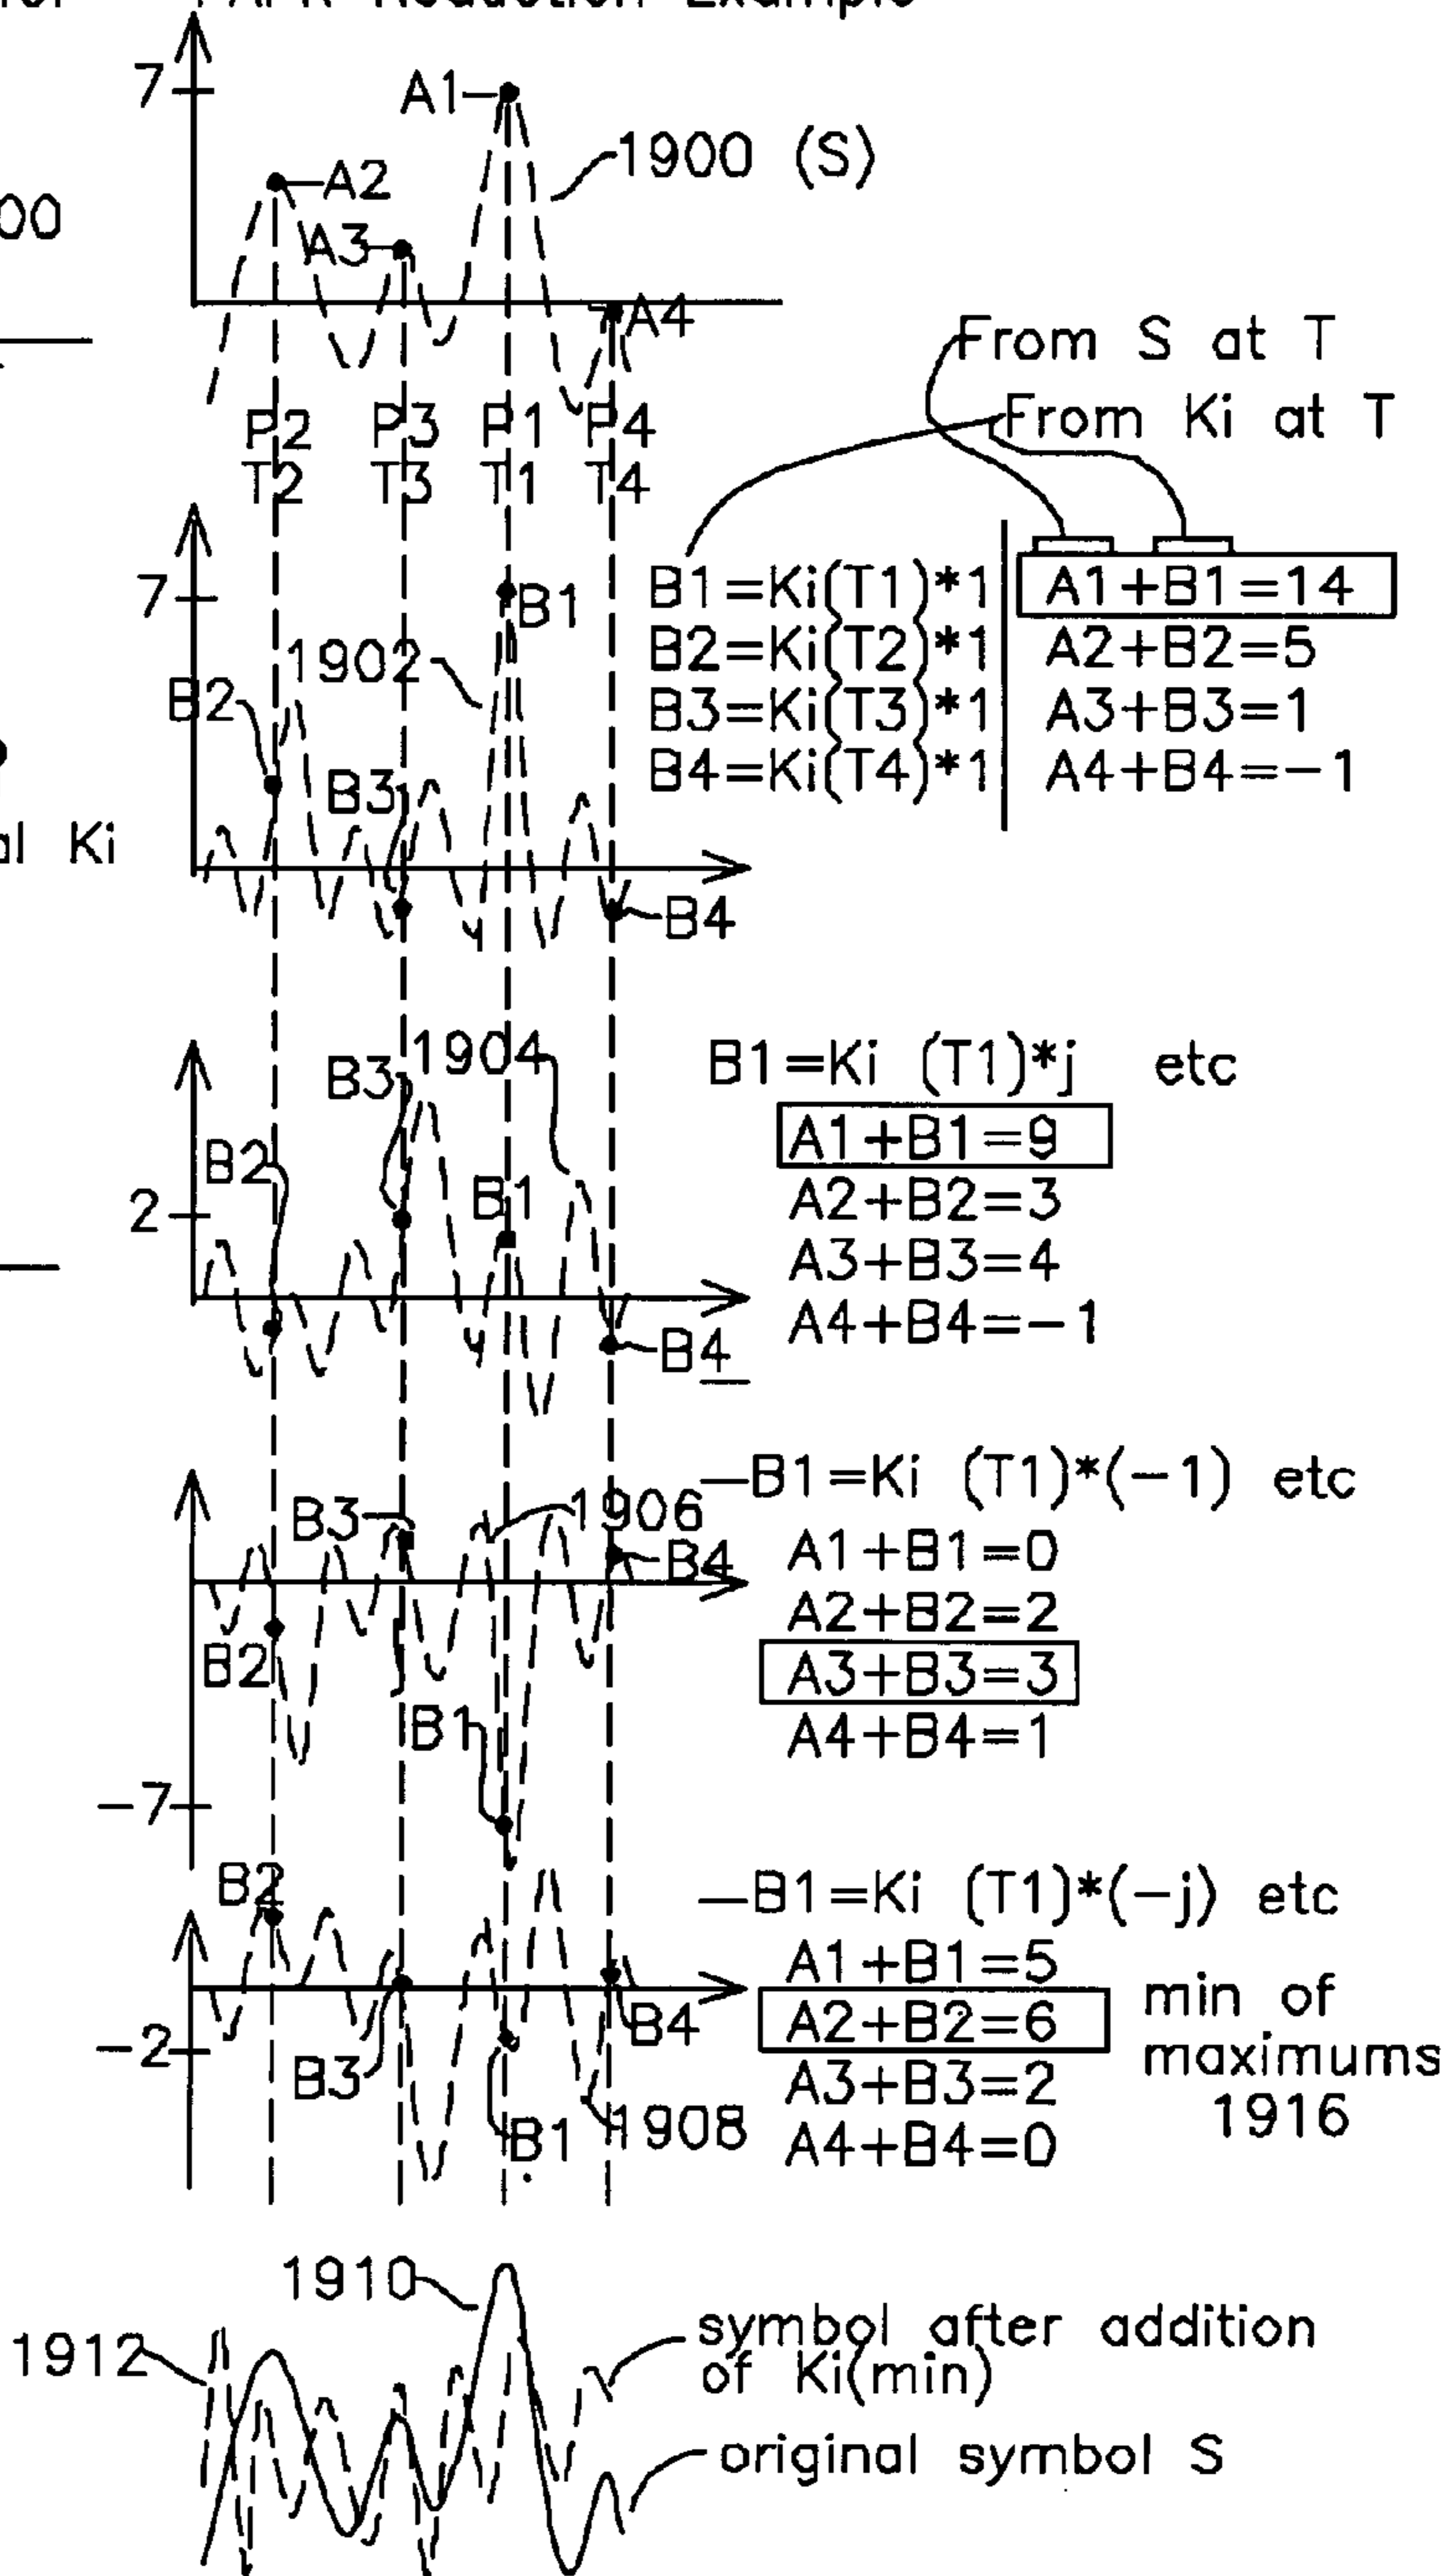 Reduction Example
7
A1
1900 (S)
A2
A3
00
A4
From S at T
From Ki at T
P2 P3 P1 P4
T2 T3 T1 T4
7
B1
1902
B2
B3
B4
al Ki
B1=Ki(T1)*1 A1+B1=14
B2=Ki(T2)*1 A2+B2=5
B3=Ki(T3)*1 A3+B3=1
B4=Ki(T4)*1 A4+B4=-1
1904
B3
B2
B1
2
B4
B1=Ki (T1)*j etc
A1+B1=9
A2+B2=3
A3+B3=4
A4+B4=-1
B3
1906
B4
B2
B1
-7
-B1=Ki (T1)*(-1) etc
A1+B1=0
A2+B2=2
A3+B3=3
A4+B4=1
B2
-2
B3
B4
B1
1908
-B1=Ki (T1)*(-j) etc
A1+B1=5
A2+B2=6
A3+B3=2
A4+B4=0
min of
maximums
1916
1910
1912
symbol after addition
of Ki(min)
original symbol S